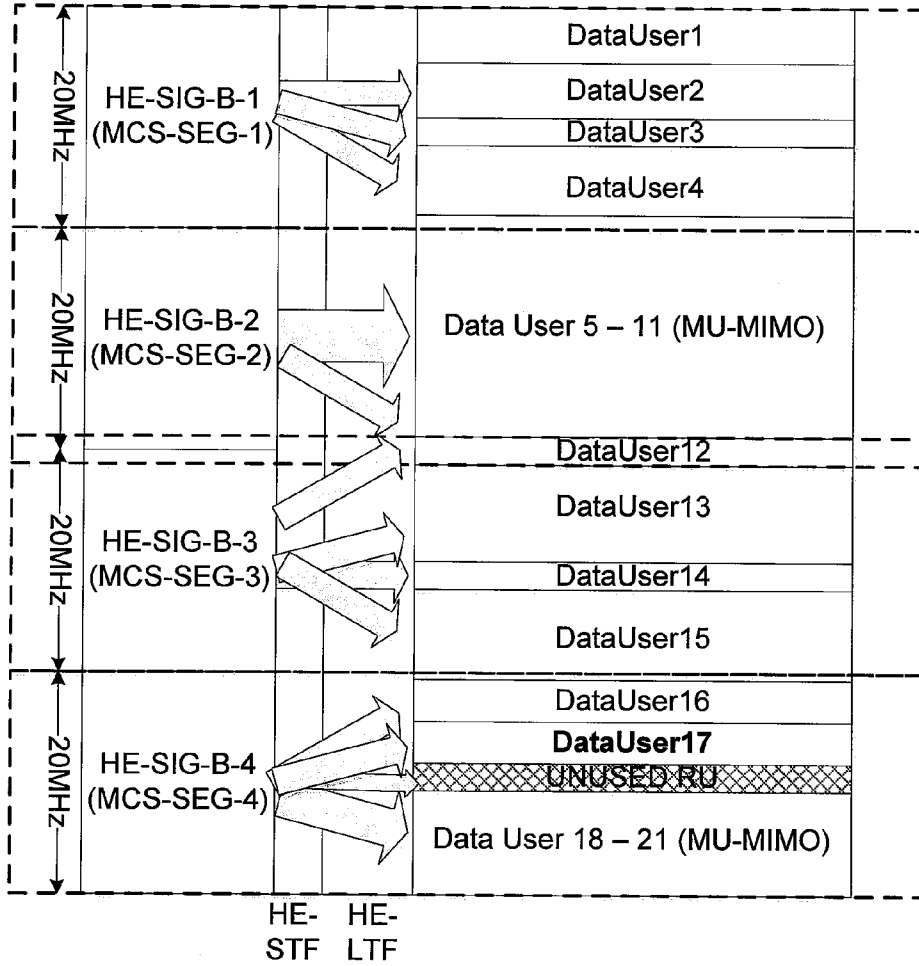 20MHz
HE-SIG-B-1
(MCS-SEG-1)
DataUser1
DataUser2
DataUser3
DataUser4
20MHz
HE-SIG-B-2
(MCS-SEG-2)
Data User 5 – 11 (MU-MIMO)
DataUser12
20MHz
HE-SIG-B-3
(MCS-SEG-3)
DataUser13
DataUser14
DataUser15
20MHz
HE-SIG-B-4
(MCS-SEG-4)
DataUser16
DataUser17
UNUSED RU
Data User 18 – 21 (MU-MIMO)
HE-
STF
HE-
LTF